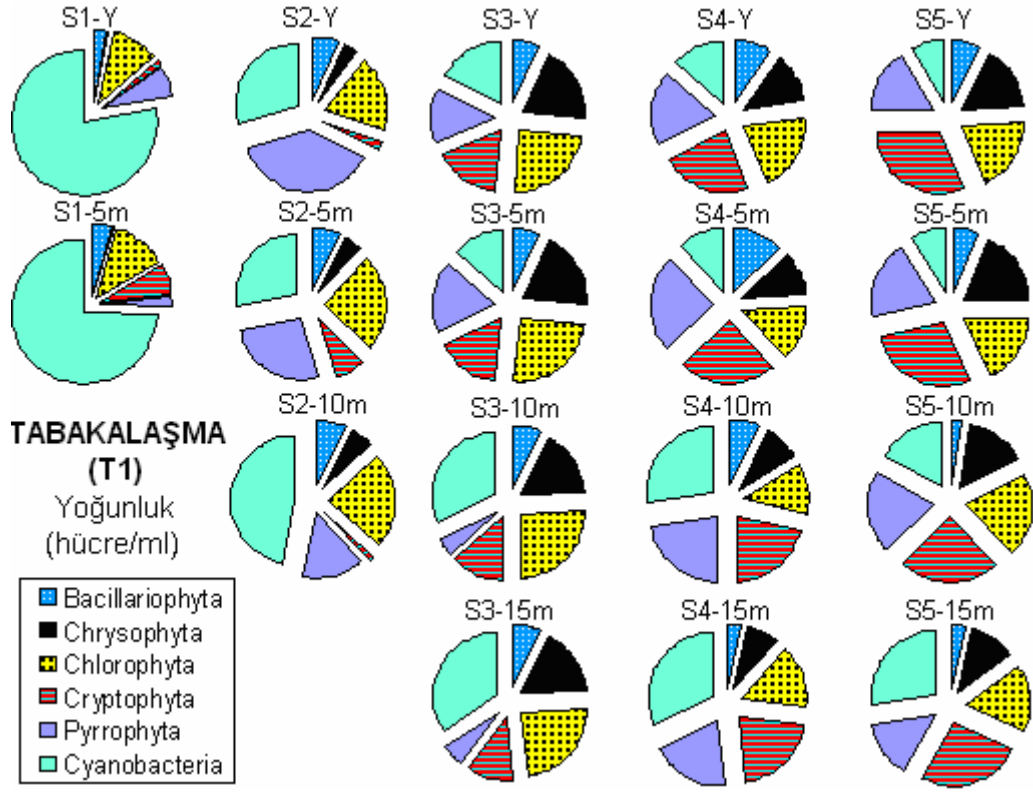 S1-Y
S2-Y
S3-Y
S4-Y
S5-Y
S1-5m
S2-5m
S3-5m
S4-5m
S5-5m
S2-10m
S3-10m
S4-10m
S5-10m
TABAKALAŞMA
(T1)
Yoğunluk
(hücre/ml)
Bacillariophyta
Chrysophyta
Chlorophyta
Cryptophyta
Pyrrophyta
Cyanobacteria
S3-15m
S4-15m
S5-15m